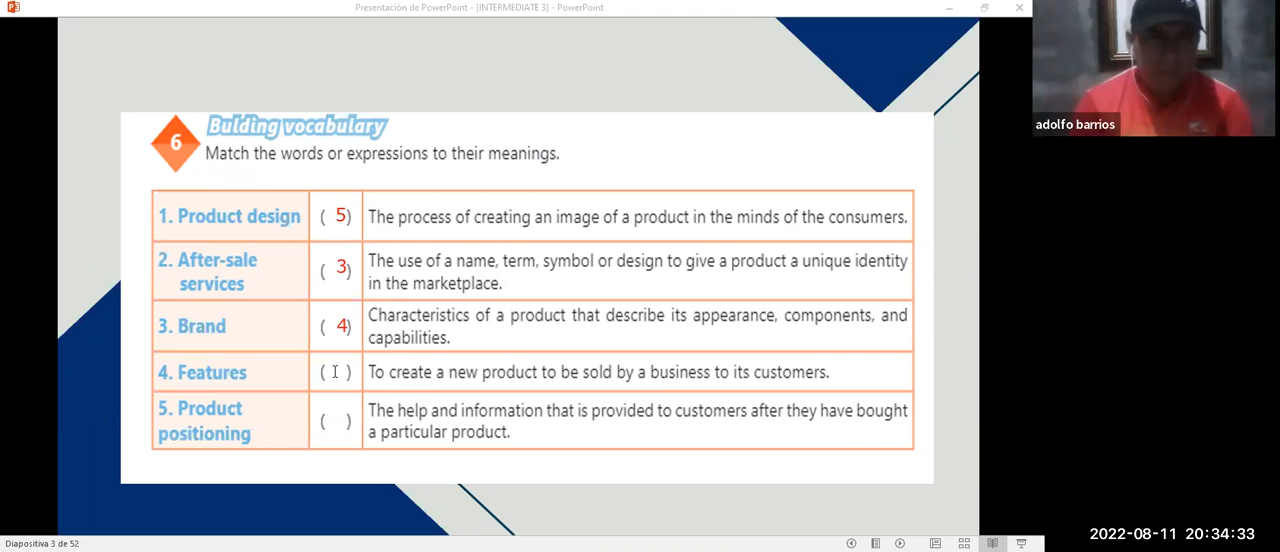 Presentación de PowerPoint - [INTERMEDIATE 3] - PowerPoint
adolfo barrios
6
Bulding vocabulary
Match the words or expressions to their meanings.
1. Product design ( 5) The process of creating an image of a product in the minds of the consumers.
2. After-sale
services
( 3)
The use of a name, term, symbol or design to give a product a unique identity
in the marketplace.
3. Brand ( 4)
Characteristics of a product that describe its appearance, components, and
capabilities.
4. Features ( ) To create a new product to be sold by a business to its customers.
5. Product
positioning
( )
The help and information that is provided to customers after they have bought
a particular product.
Diapositiva 3 de 52
2022-08-11 20:34:33